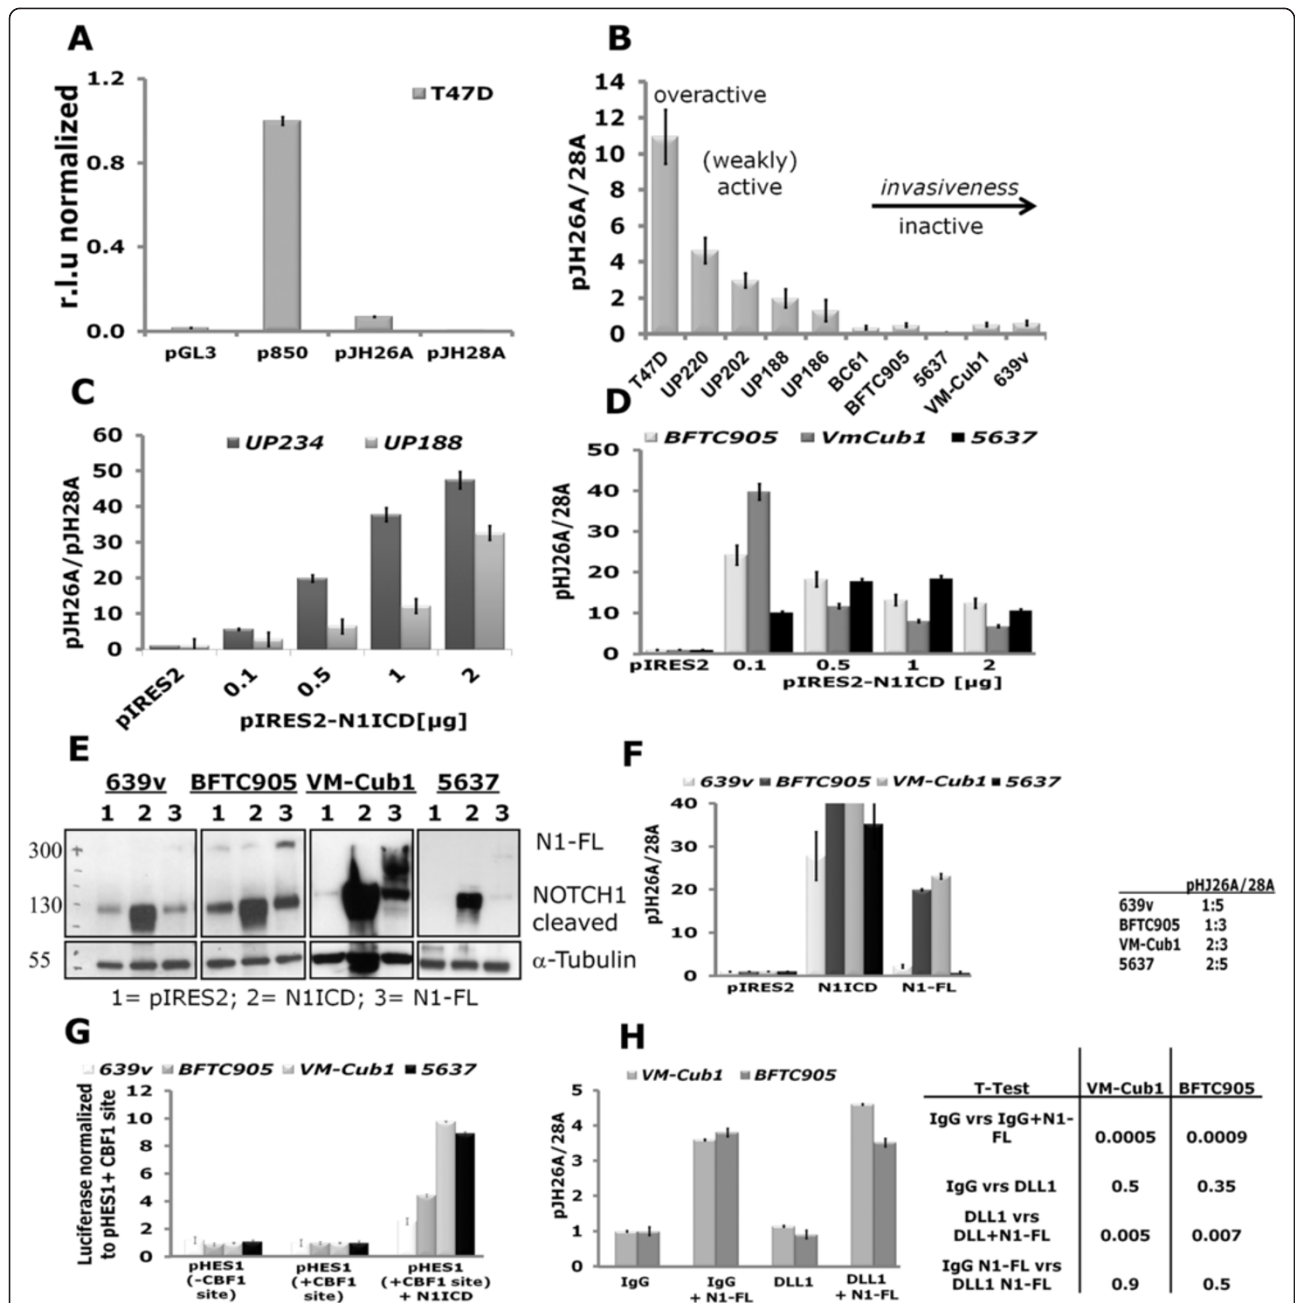 A
r.l.u normalized
1.2
0.8
0.4
0.0
T47D
pGL3 p850 pJH26A pJH28A
B
pJH26A/28A
14
12
10
8
6
4
2
0
overactive
(weakly)
active
invasiveness
inactive
T47D UP220 UP202 UP188 UP186 BC61 BFTC905 5637 VM-Cub1 639v
C
pJH26A/pJH28A
60
50
40
30
20
10
0
UP234 UP188
pIRES2 0.1 0.5 1 2
pIRES2-N1ICD[µg]
D
pHJ26A/28A
BFTC905 VmCub1 5637
50
40
30
20
10
0
pIRES2 0.1 0.5 1 2
pIRES2-N1ICD [µg]
E
639v BFTC905 VM-Cub1 5637
1 2 3 1 2 3 1 2 3 1 2 3
300
130
55
N1-FL
NOTCH1
cleaved
α-Tubulin
1= pIRES2; 2= N1ICD; 3= N1-FL
F
639v BFTC905 VM-Cub1 5637
pJH26A/28A
40
30
20
10
0
pIRES2 N1ICD N1-FL
pHJ26A/28A
639v 1:5
BFTC905 1:3
VM-Cub1 2:3
5637 2:5
G
639v BFTC905 VM-Cub1 5637
Luciferase normalized
to pHES1+ CBF1 site
12
10
8
6
4
2
0
pHES1
(-CBF1
site)
pHES1
(+CBF1
site)
pHES1
(+CBF1 site)
+ N1ICD
H
VM-Cub1 BFTC905
pJH26A/28A
5
4
3
2
1
0
IgG
IgG
+ N1-FL
DLL1
DLL1
+ N1-FL
T-Test VM-Cub1 BFTC905
IgG vrs IgG+N1-
FL 0.0005 0.0009
IgG vrs DLL1 0.5 0.35
DLL1 vrs
DLL+N1-FL 0.005 0.007
IgG N1-FL vrs
DLL1 N1-FL 0.9 0.5